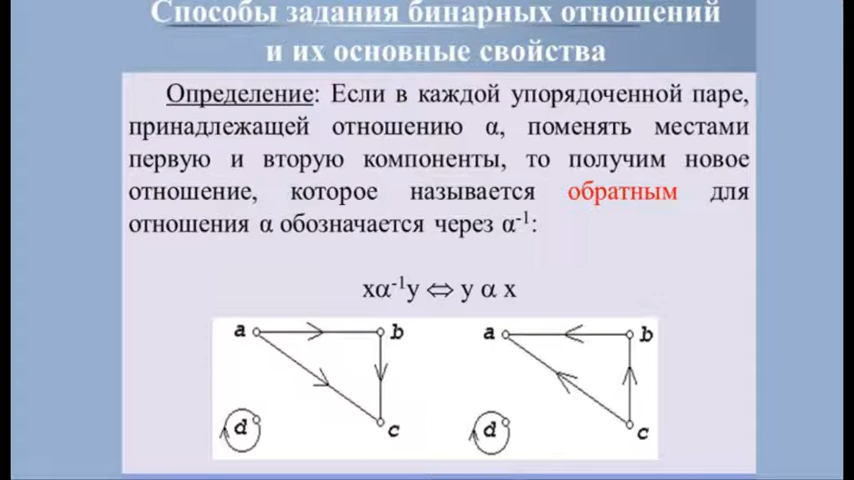 Способы задания бинарных отношений
и их основные свойства
Определение: Если в каждой упорядоченной паре,
принадлежащей отношению α, поменять местами
первую и вторую компоненты, то получим новое
отношение, которое называется обратным для
отношения α обозначается через α⁻¹:
xα⁻¹y ⇔ y α x
a b a b
d c d c